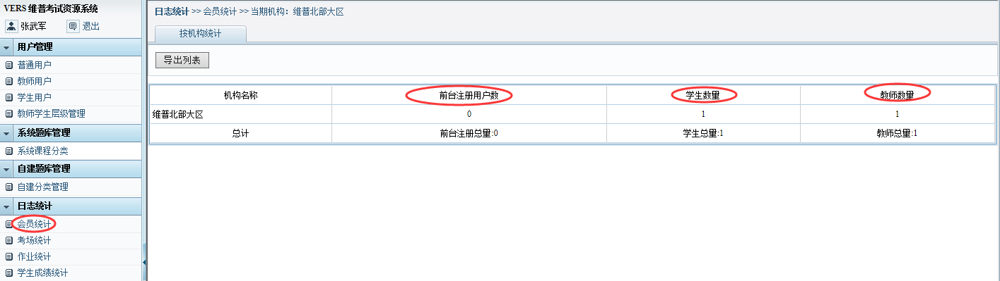 VERS 维普考试资源系统
张武军 退出
用户管理
普通用户
教师用户
学生用户
教师学生层级管理
系统题库管理
系统课程分类
自建题库管理
自建分类管理
日志统计
会员统计
考场统计
作业统计
学生成绩统计
日志统计 >> 会员统计 >> 当期机构：维普北部大区
按机构统计
导出列表
机构名称 前台注册用户数 学生数量 教师数量
维普北部大区 0 1 1
总计 前台注册总量:0 学生总量:1 教师总量:1